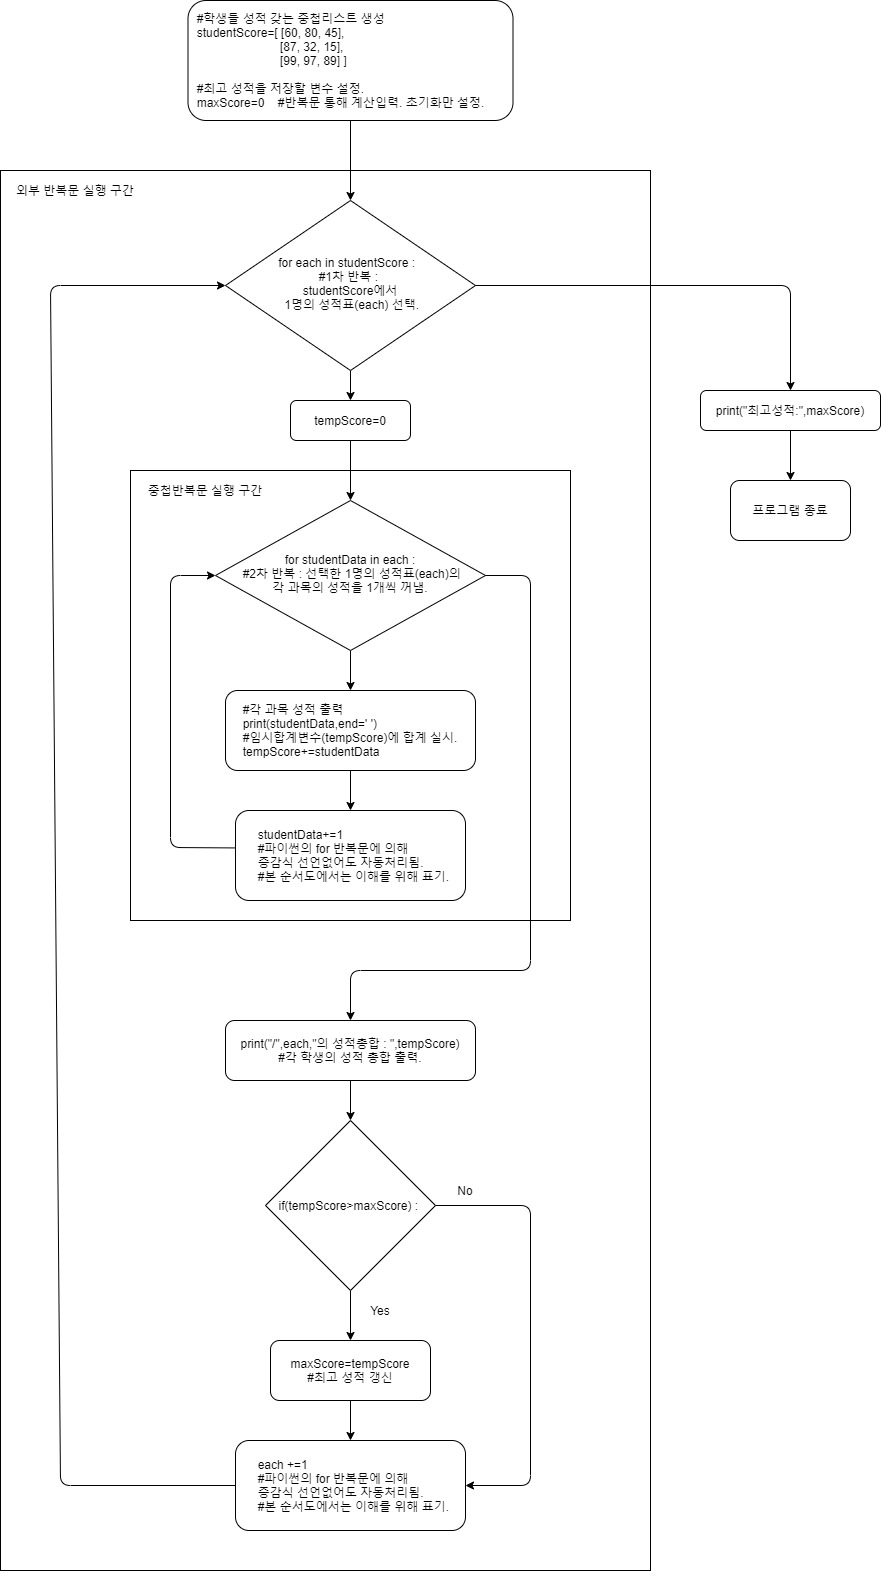 #학생들 성적 갖는 중첩리스트 생성
studentScore=[ [60, 80, 45],
[87, 32, 15],
[99, 97, 89] ]
#최고 성적을 저장할 변수 설정.
maxScore=0    #반복문 통해 계산입력. 초기화만 설정.
외부 반복문 실행 구간
for each in studentScore :
#1차 반복 :
studentScore에서
1명의 성적표(each) 선택.
print("최고성적:",maxScore)
프로그램 종료
tempScore=0
중첩반복문 실행 구간
for studentData in each :
#2차 반복 : 선택한 1명의 성적표(each)의
각 과목의 성적을 1개씩 꺼냄.
#각 과목 성적 출력
print(studentData,end=' ')
#임시합계변수(tempScore)에 합계 실시.
tempScore+=studentData
studentData+=1
#파이썬의 for 반복문에 의해
증감식 선언없어도 자동처리됨.
#본 순서도에서는 이해를 위해 표기.
print("/",each,"의 성적총합 : ",tempScore)
#각 학생의 성적 총합 출력.
if(tempScore>maxScore) :
No
Yes
maxScore=tempScore
#최고 성적 갱신
each +=1
#파이썬의 for 반복문에 의해
증감식 선언없어도 자동처리됨.
#본 순서도에서는 이해를 위해 표기.